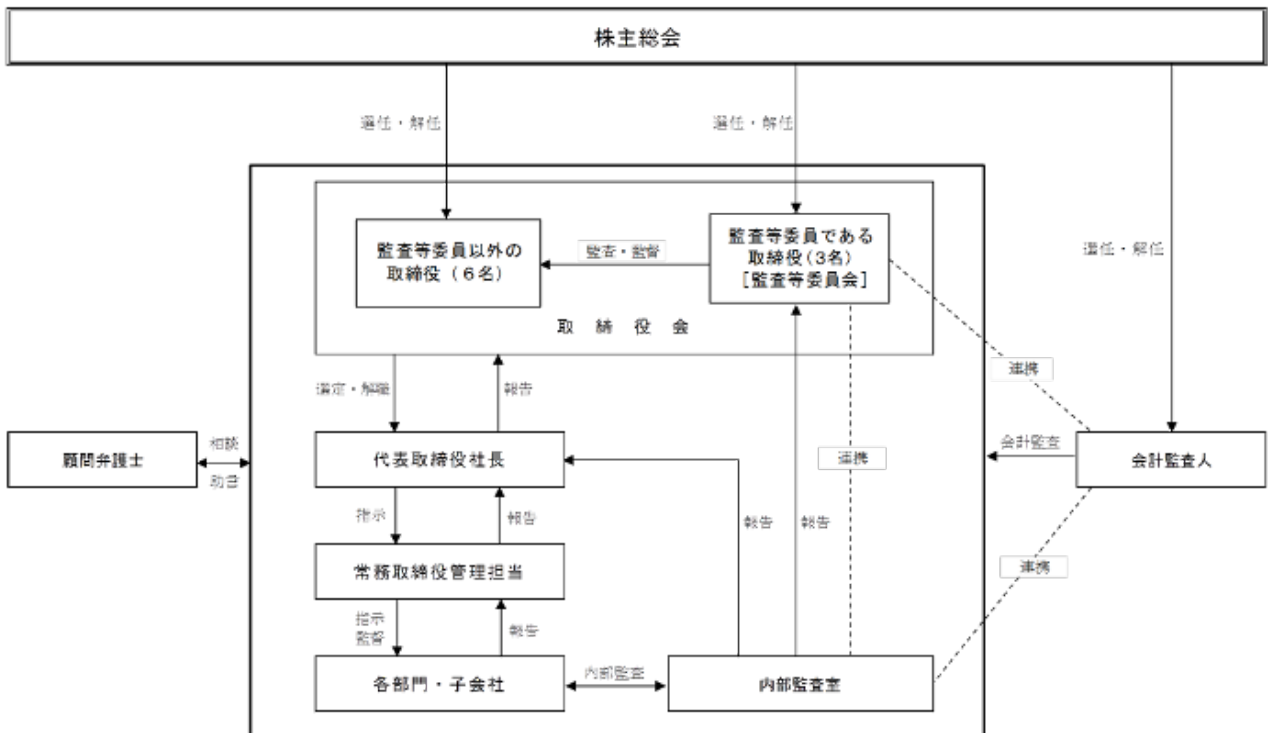 株主総会
選任・解任
選任・解任
選任・解任
監査等委員以外の
取締役(6名)
監査・監督
監査等委員である
取締役(3名)
[監査等委員会]
取締役会
連携
選定・解職
報告
顧問弁護士
相談
助言
代表取締役社長
連携
会計監査
会計監査人
指示
報告
報告
報告
常務取締役管理担当
連携
指示
監督
報告
各部門・子会社
内部監査
内部監査室